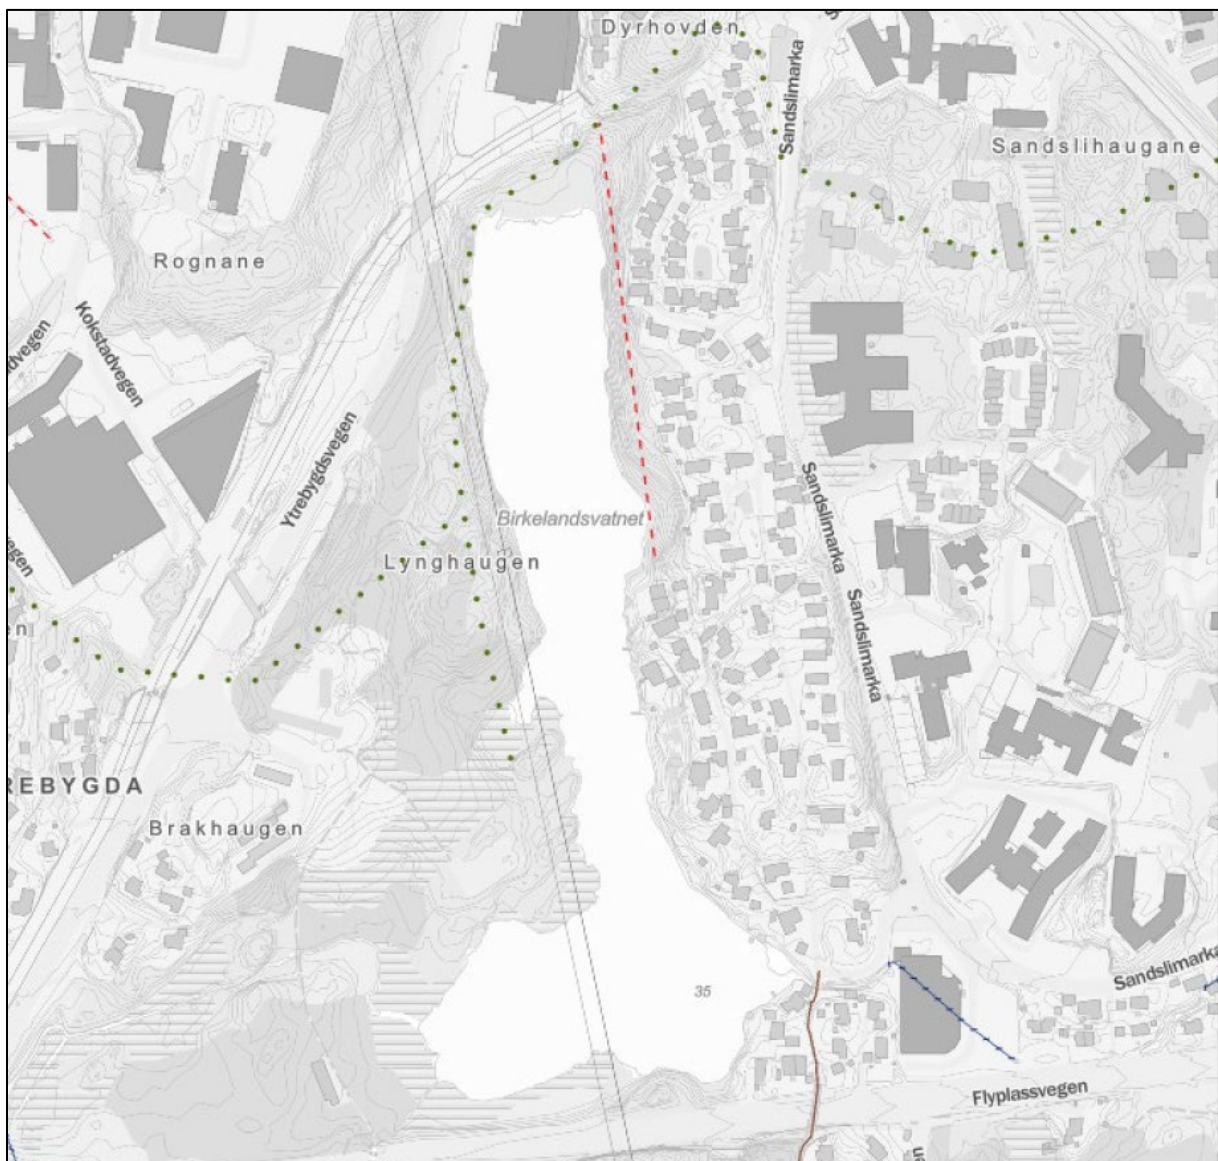 Dyrhovden
Sandslimarka
Sandslihaugane
Rognane
Kokstadvegen
Ytrebygdsvegen
Birkelandsvatnet
Lynghaugen
Sandslimarka
Sandslimarka
REBYGDA
Brakhaugen
35
Sandslimarka
Flyplassvegen